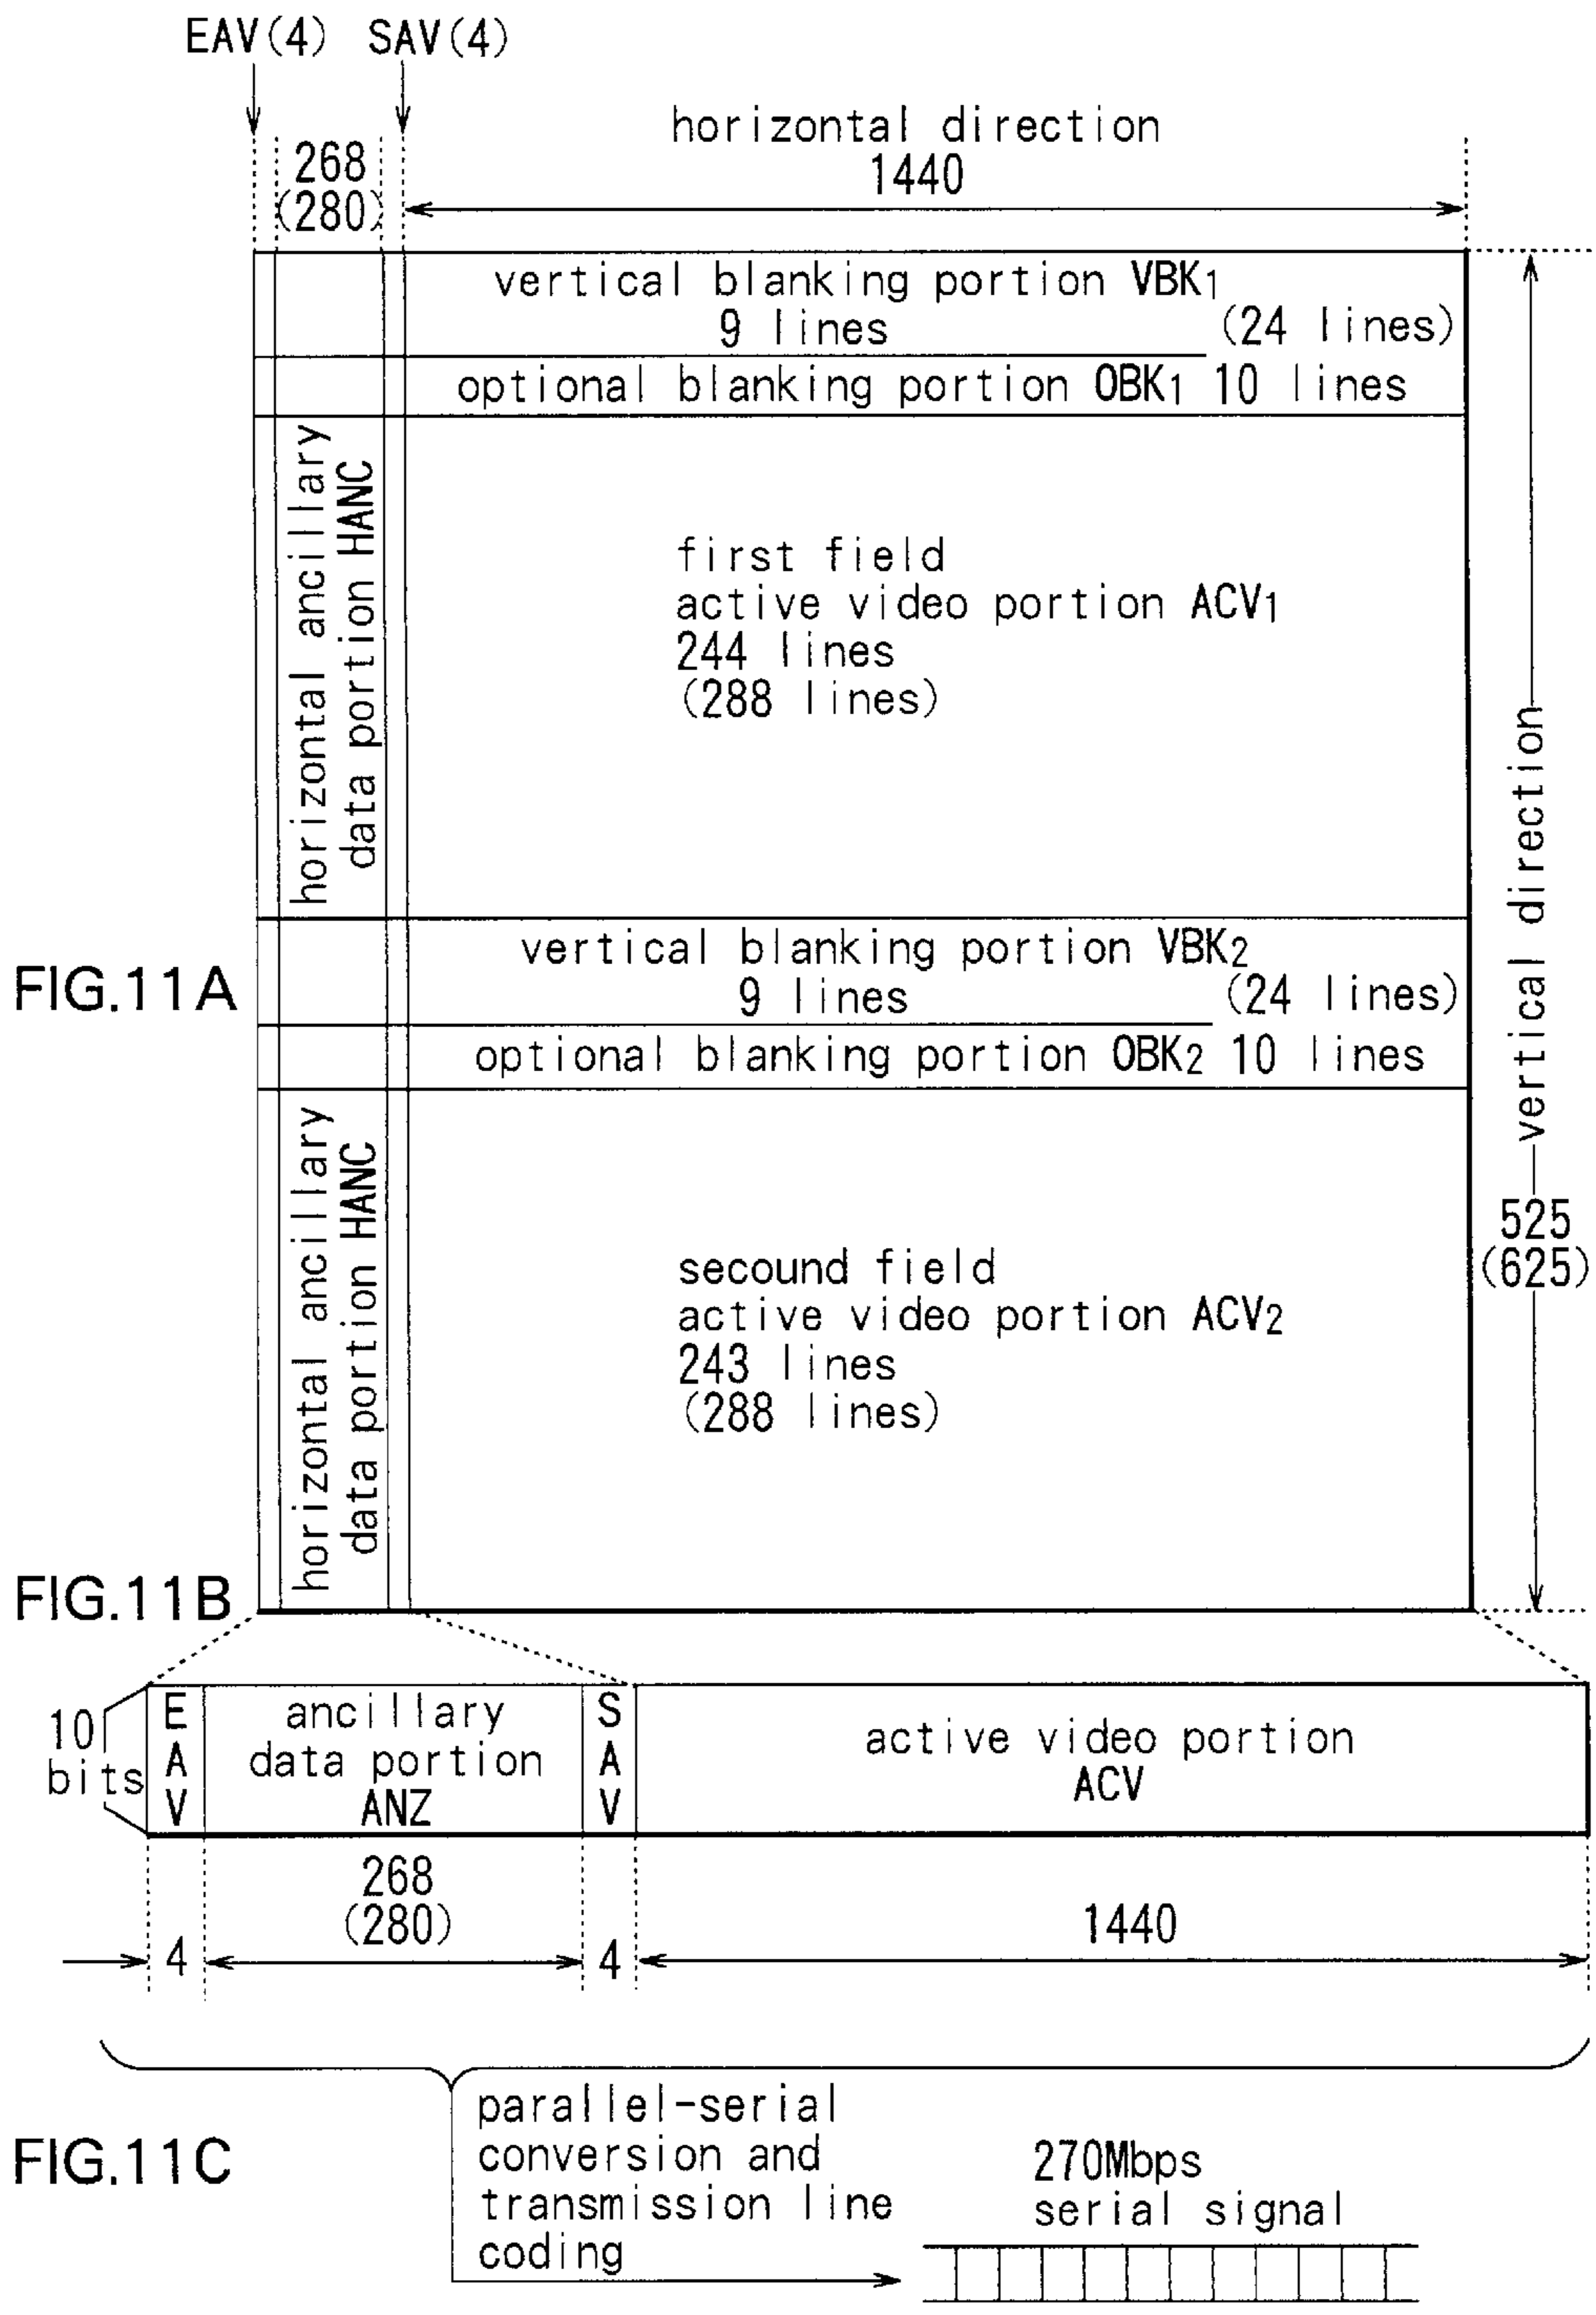 EAV(4) SAV(4)
horizontal direction
268
(280)
1440
vertical blanking portion VBK1
9 lines (24 lines)
optional blanking portion OBK1 10 lines
horizontal ancillary
data portion HANC
first field
active video portion ACV1
244 lines
(288 lines)
vertical direction
525
(625)
FIG.11A
vertical blanking portion VBK2
9 lines (24 lines)
optional blanking portion OBK2 10 lines
horizontal ancillary
data portion HANC
secound field
active video portion ACV2
243 lines
(288 lines)
FIG.11B
10
bits
EAV
ancillary
data portion
ANZ
SAV
active video portion
ACV
4
268
(280)
4
1440
FIG.11C
parallel-serial
conversion and
transmission line
coding
270Mbps
serial signal